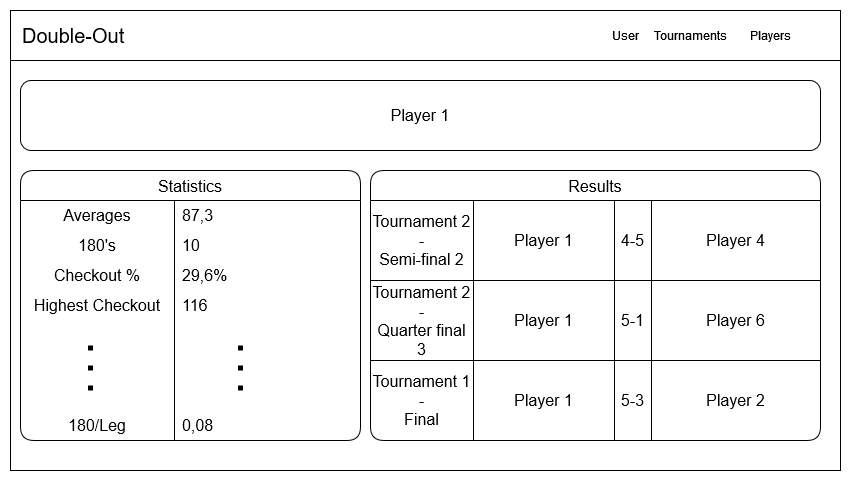 Double-Out
User Tournaments Players
Player 1
Statistics
Averages 87,3
180's 10
Checkout % 29,6%
Highest Checkout 116
180/Leg 0,08
Results
Tournament 2
-
Semi-final 2
Player 1 4-5 Player 4
Tournament 2
-
Quarter final
3
Player 1 5-1 Player 6
Tournament 1
-
Final
Player 1 5-3 Player 2